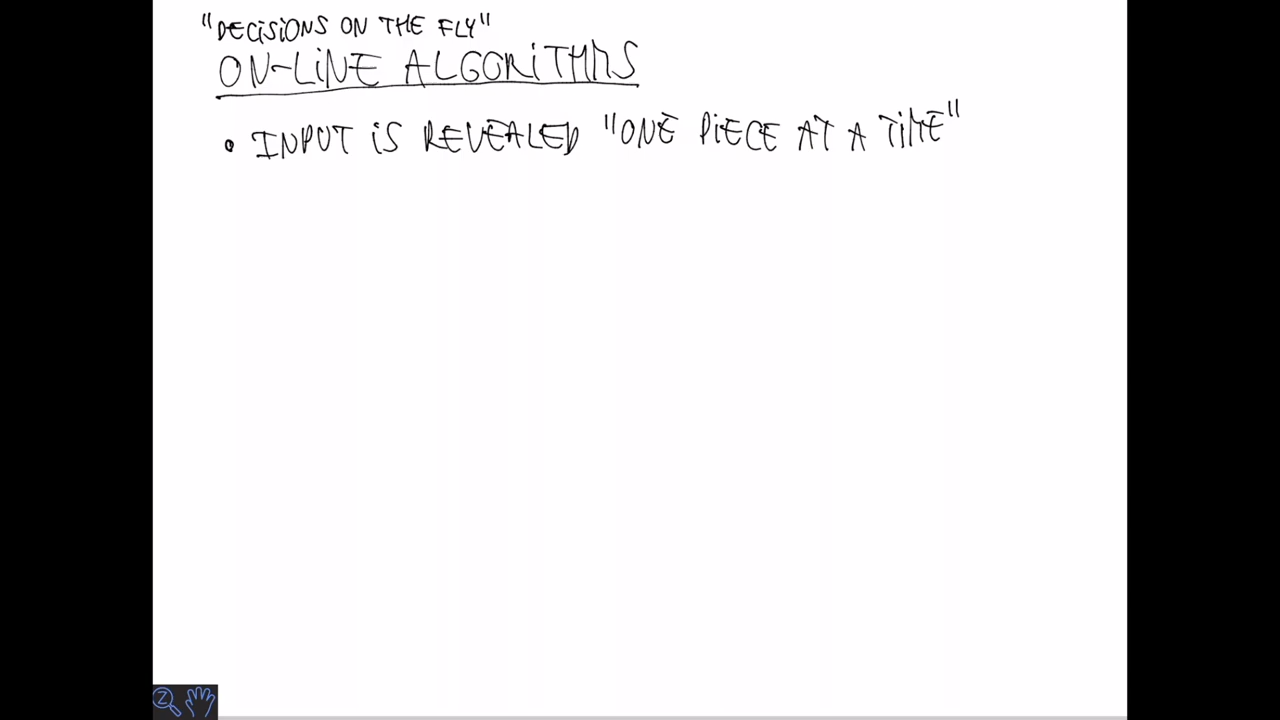 "DECISIONS ON THE FLY"
ON-LINE ALGORITHMS
• INPUT IS REVEALED "ONE PIECE AT A TIME"